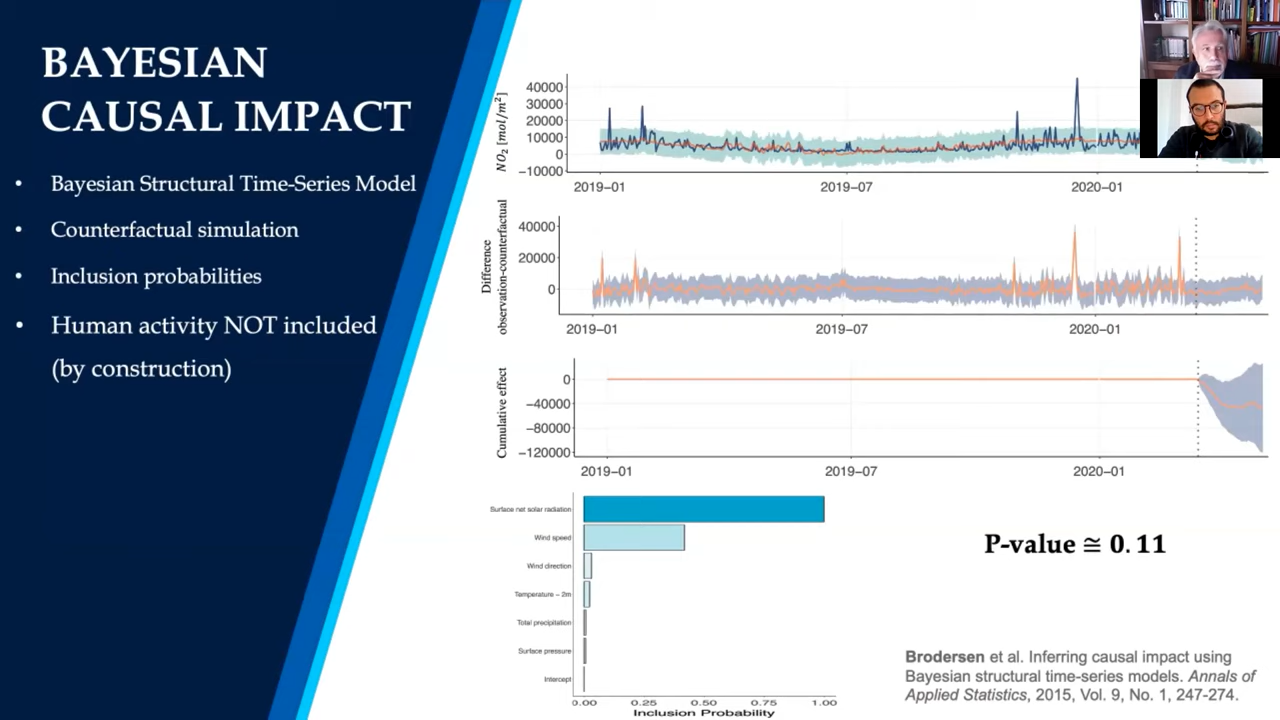 BAYESIAN
CAUSAL IMPACT
• Bayesian Structural Time-Series Model
• Counterfactual simulation
• Inclusion probabilities
• Human activity NOT included
(by construction)
NO₂ [mol/m²]
40000
30000
20000
10000
0
−10000
2019−01
2019−07
2020−01
Difference
observation-counterfactual
40000
20000
0
2019−01
2019−07
2020−01
Cumulative effect
0
−40000
−80000
−120000
2019−01
2019−07
2020−01
Surface net solar radiation
Wind speed
Wind direction
Temperature − 2m
Total precipitation
Surface pressure
Intercept
0.00
0.25
0.50
0.75
1.00
Inclusion Probability
P-value ≅ 0.11
Brodersen et al. Inferring causal impact using
Bayesian structural time-series models. Annals of
Applied Statistics, 2015, Vol. 9, No. 1, 247-274.